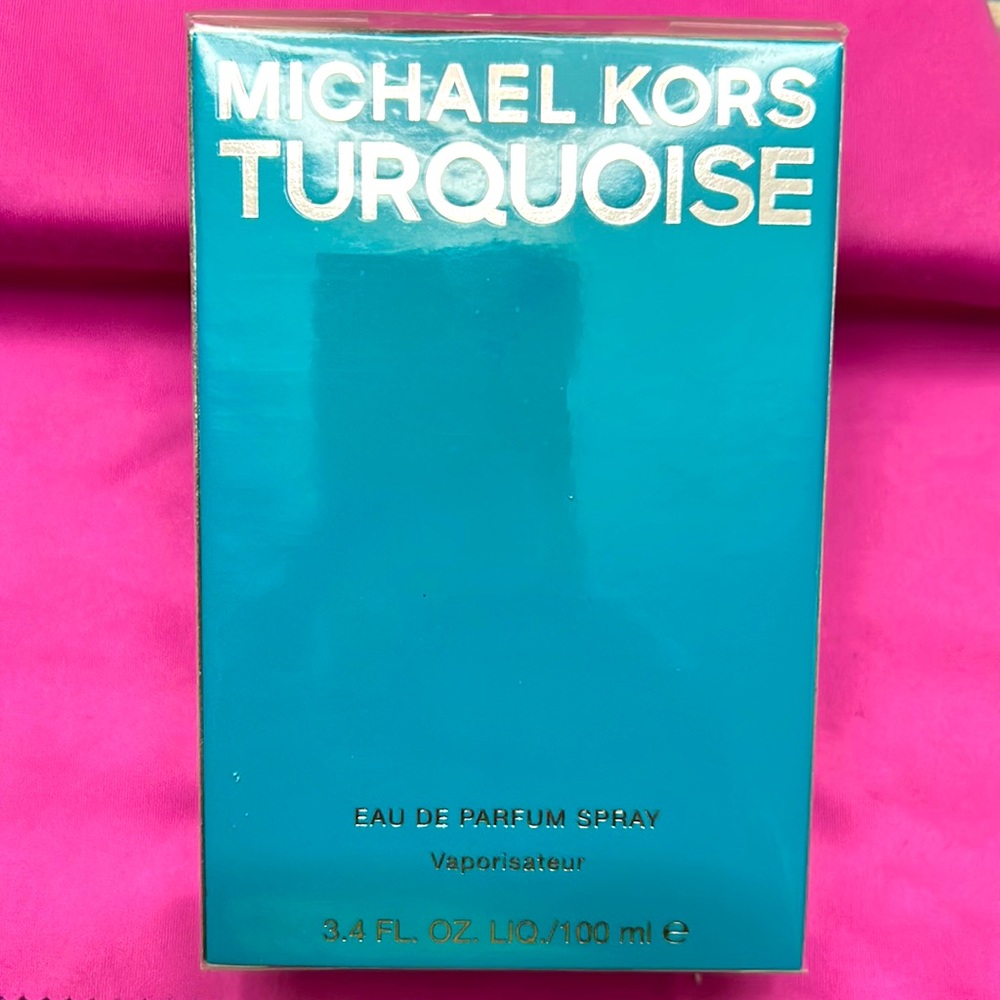 MICHAEL KORS
TURQUOISE
EAU DE PARFUM SPRAY
Vaporisateur
3.4 FL. OZ. LIQ./100 ml ℮